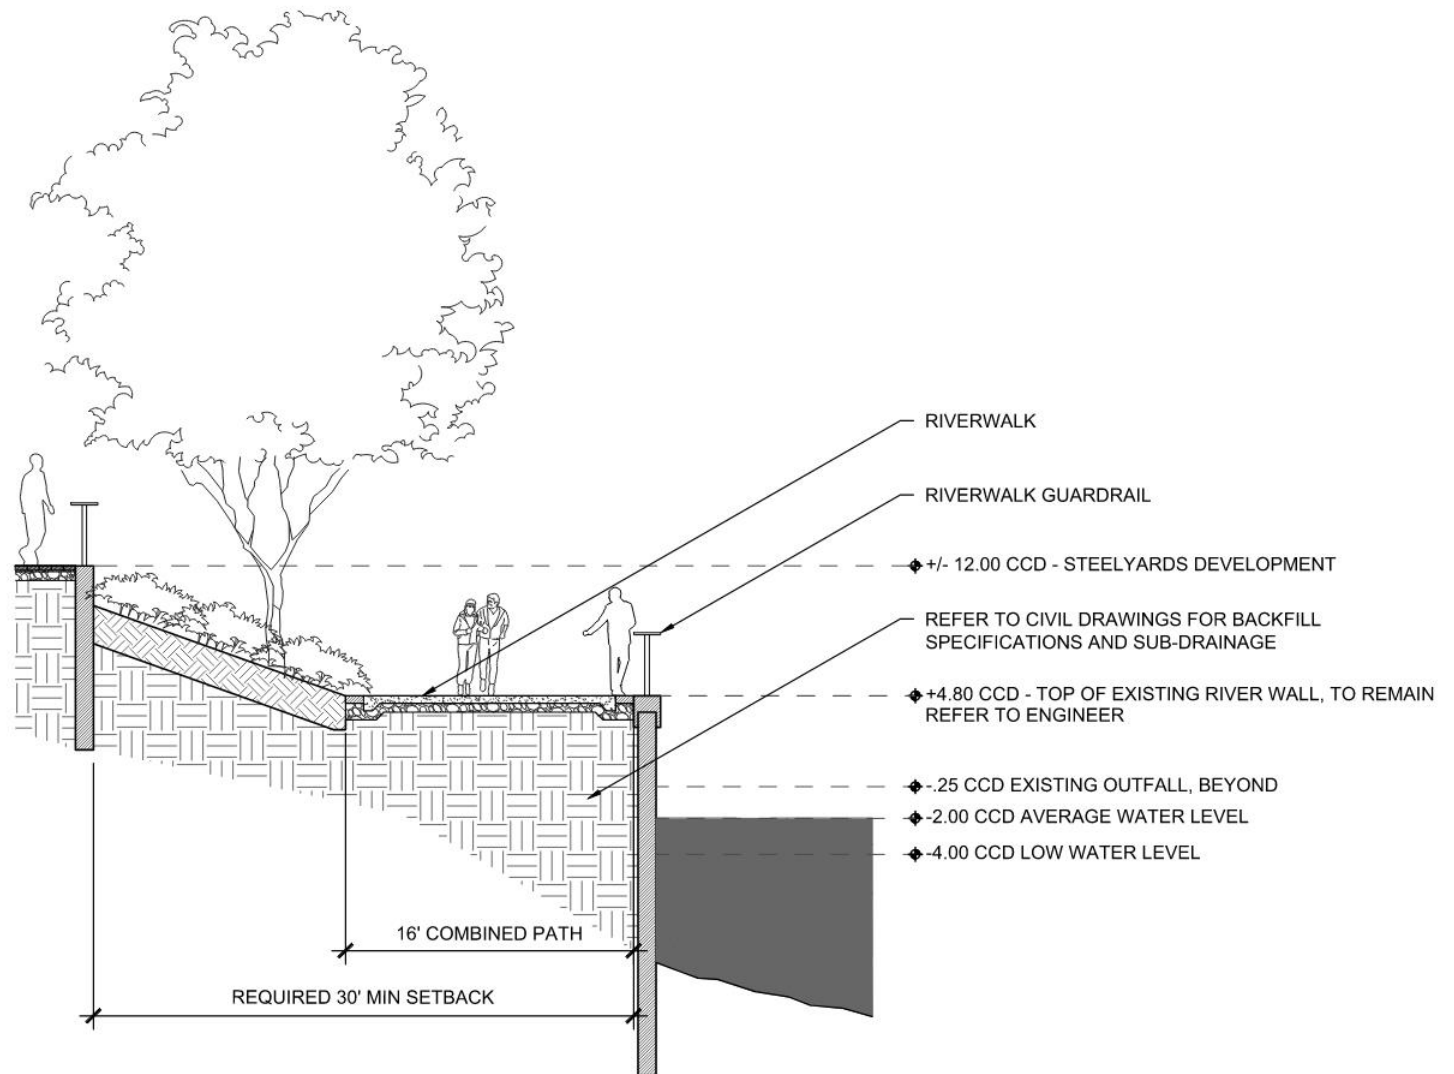 RIVERWALK
RIVERWALK GUARDRAIL
+/- 12.00 CCD - STEELYARDS DEVELOPMENT
REFER TO CIVIL DRAWINGS FOR BACKFILL
SPECIFICATIONS AND SUB-DRAINAGE
+4.80 CCD - TOP OF EXISTING RIVER WALL, TO REMAIN
REFER TO ENGINEER
-.25 CCD EXISTING OUTFALL, BEYOND
-2.00 CCD AVERAGE WATER LEVEL
-4.00 CCD LOW WATER LEVEL
16' COMBINED PATH
REQUIRED 30' MIN SETBACK